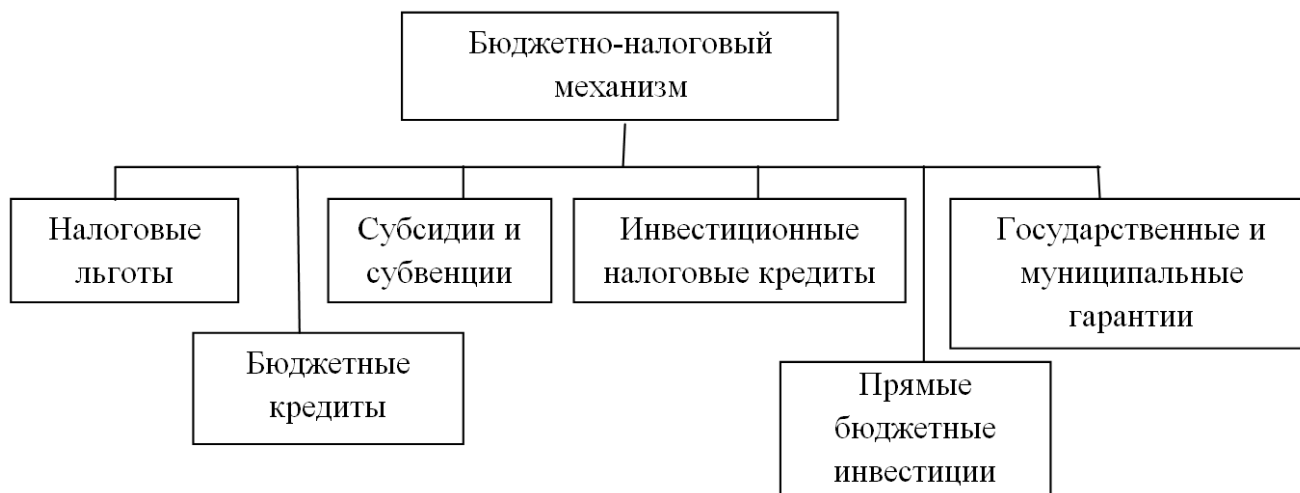 Бюджетно-налоговый
механизм
Налоговые
льготы
Субсидии и
субвенции
Инвестиционные
налоговые кредиты
Государственные и
муниципальные
гарантии
Бюджетные
кредиты
Прямые
бюджетные
инвестиции